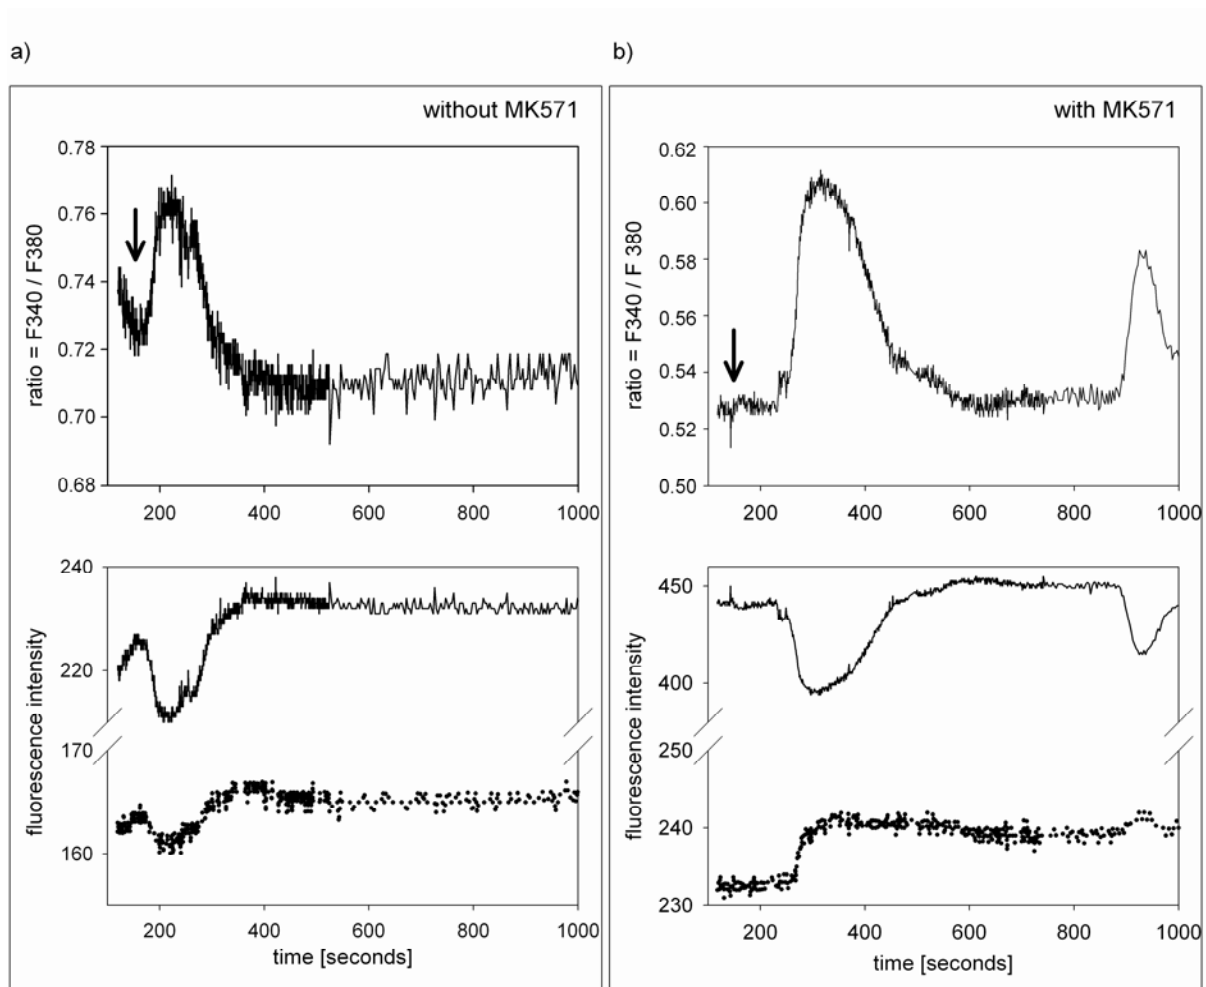 a)
without MK571
ratio = F340 / F380
0.78
0.76
0.74
0.72
0.70
0.68
200 400 600 800 1000
fluorescence intensity
240
220
170
160
200 400 600 800 1000
time [seconds]
b)
with MK571
ratio = F340 / F 380
0.62
0.60
0.58
0.56
0.54
0.52
0.50
200 400 600 800 1000
fluorescence intensity
450
400
250
240
230
200 400 600 800 1000
time [seconds]